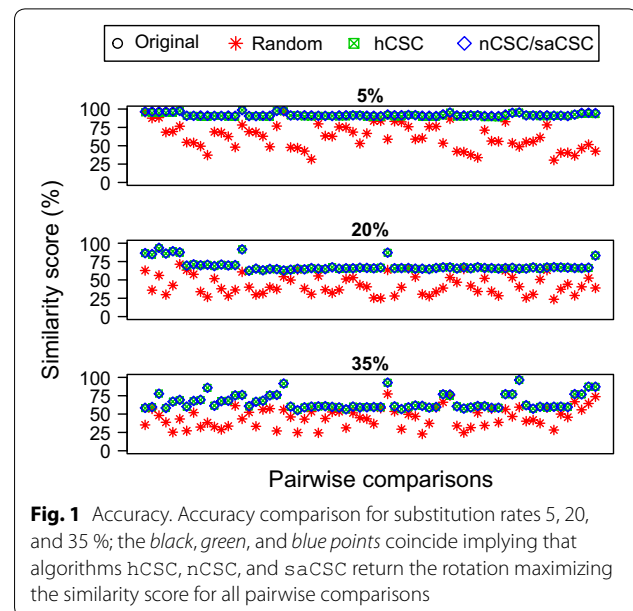 Original Random hCSC nCSC/saCSC
5%
100
75
50
25
0
20%
100
75
50
25
0
35%
100
75
50
25
0
Similarity score (%)
Pairwise comparisons
Fig. 1 Accuracy. Accuracy comparison for substitution rates 5, 20,
and 35 %; the black, green, and blue points coincide implying that
algorithms hCSC, nCSC, and saCSC return the rotation maximizing
the similarity score for all pairwise comparisons